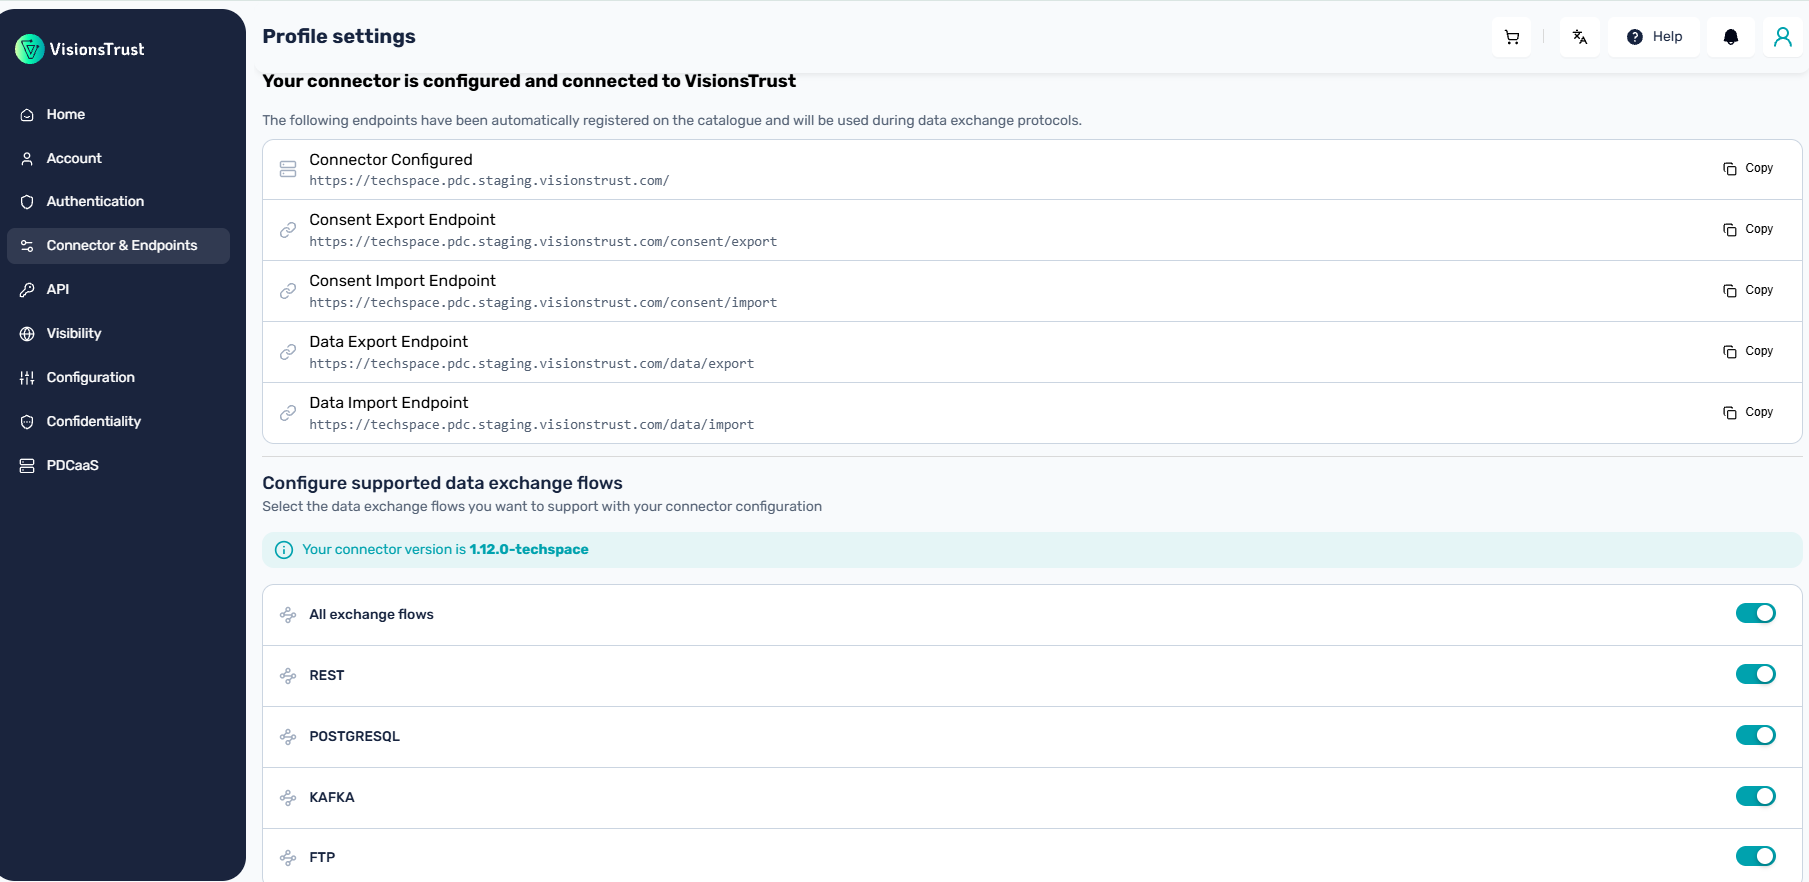 VisionsTrust
Home
Account
Authentication
Connector & Endpoints
API
Visibility
Configuration
Confidentiality
PDCaaS
Profile settings
Help
Your connector is configured and connected to VisionsTrust
The following endpoints have been automatically registered on the catalogue and will be used during data exchange protocols.
Connector Configured
https://techspace.pdc.staging.visionstrust.com/
Copy
Consent Export Endpoint
https://techspace.pdc.staging.visionstrust.com/consent/export
Copy
Consent Import Endpoint
https://techspace.pdc.staging.visionstrust.com/consent/import
Copy
Data Export Endpoint
https://techspace.pdc.staging.visionstrust.com/data/export
Copy
Data Import Endpoint
https://techspace.pdc.staging.visionstrust.com/data/import
Copy
Configure supported data exchange flows
Select the data exchange flows you want to support with your connector configuration
Your connector version is 1.12.0-techspace
All exchange flows
REST
POSTGRESQL
KAFKA
FTP